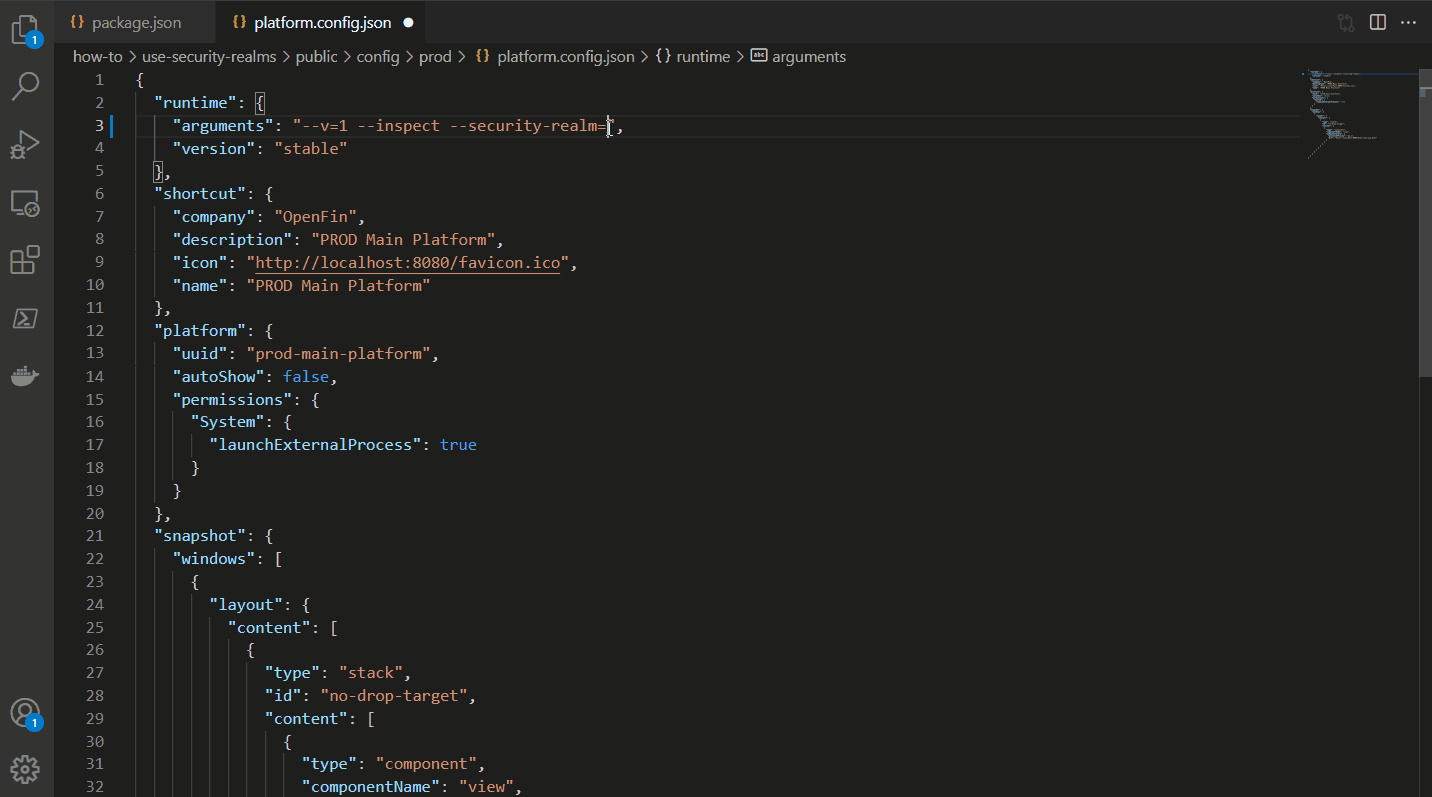 package.json platform.config.json
how-to > use-security-realms > public > config > prod > {} platform.config.json > {} runtime > abc arguments
1 {
2 "runtime": {
3 "arguments": "--v=1 --inspect --security-realm=",
4 "version": "stable"
5 },
6 "shortcut": {
7 "company": "OpenFin",
8 "description": "PROD Main Platform",
9 "icon": "http://localhost:8080/favicon.ico",
10 "name": "PROD Main Platform"
11 },
12 "platform": {
13 "uuid": "prod-main-platform",
14 "autoShow": false,
15 "permissions": {
16 "System": {
17 "launchExternalProcess": true
18 }
19 }
20 },
21 "snapshot": {
22 "windows": [
23 {
24 "layout": {
25 "content": [
26 {
27 "type": "stack",
28 "id": "no-drop-target",
29 "content": [
30 {
31 "type": "component",
32 "componentName": "view",
1
1